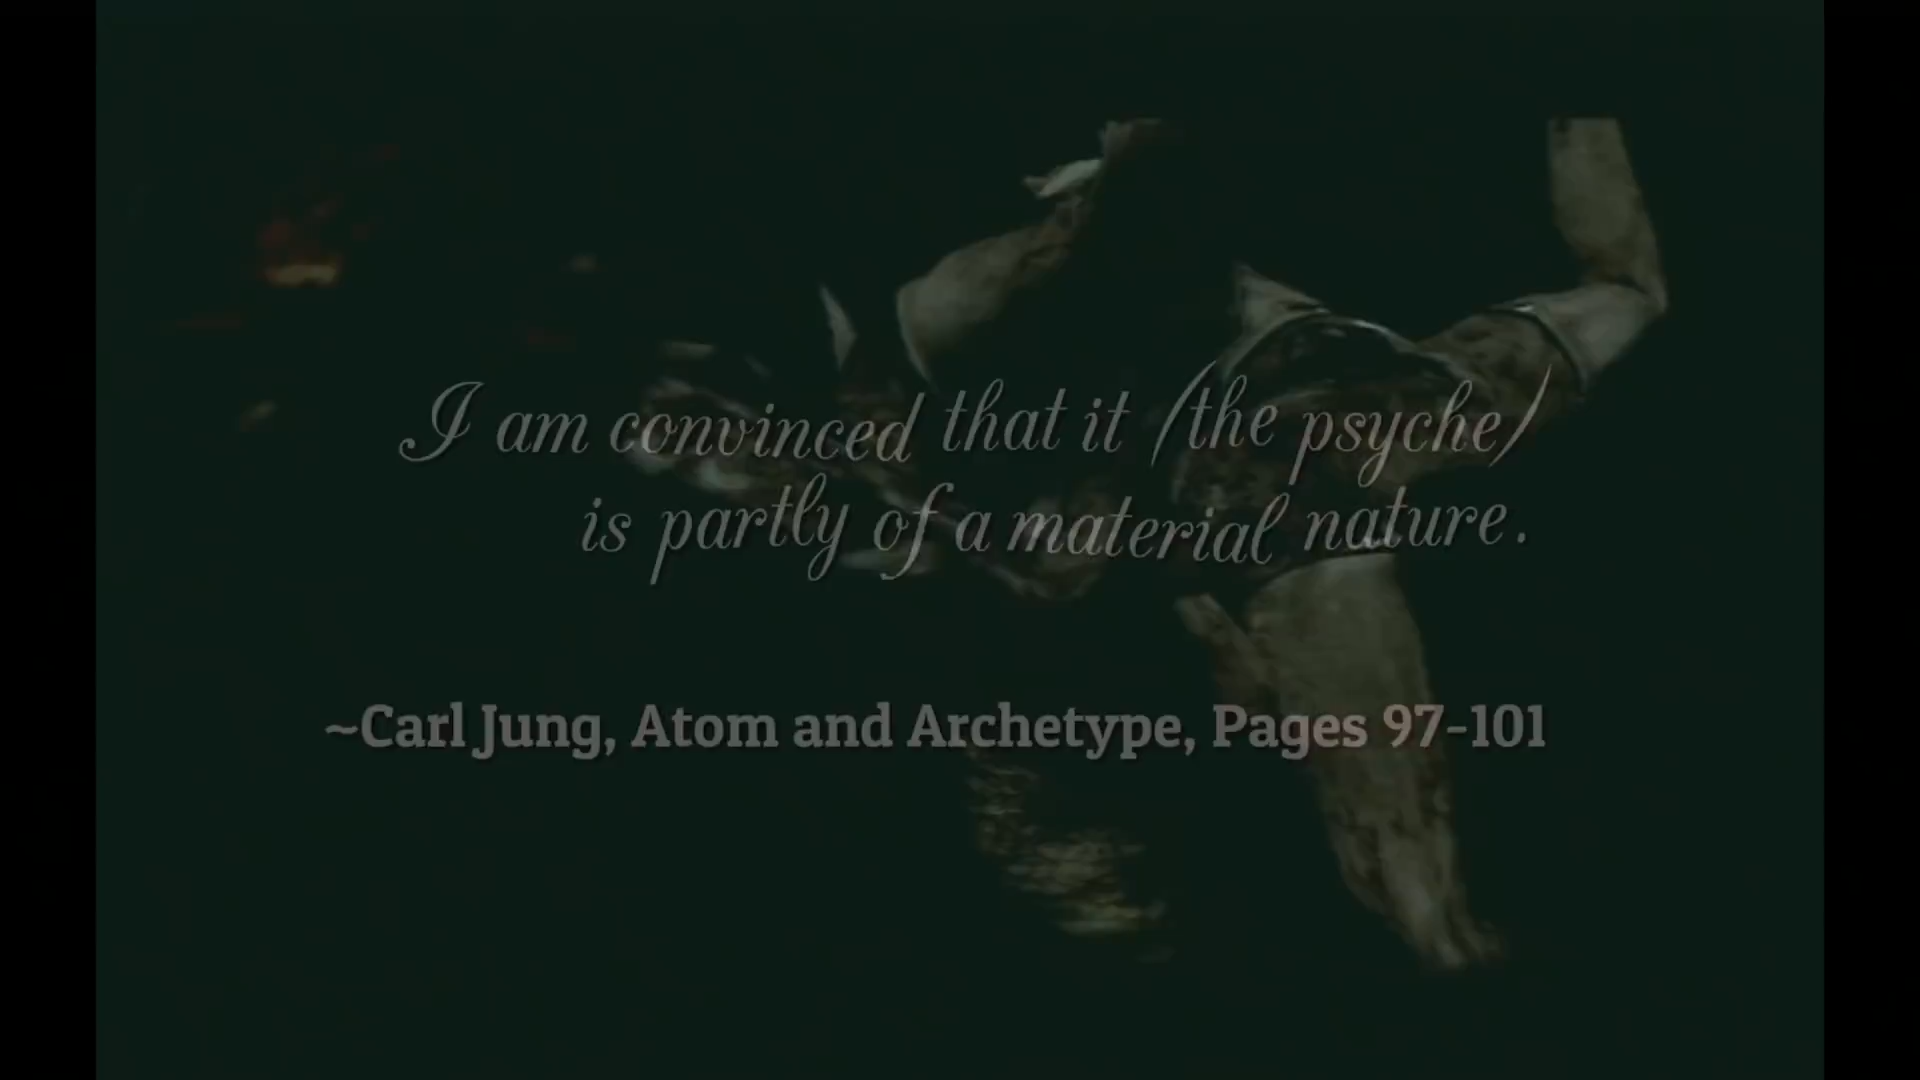 I am convinced that it (the psyche)
is partly of a material nature.
~Carl Jung, Atom and Archetype, Pages 97-101